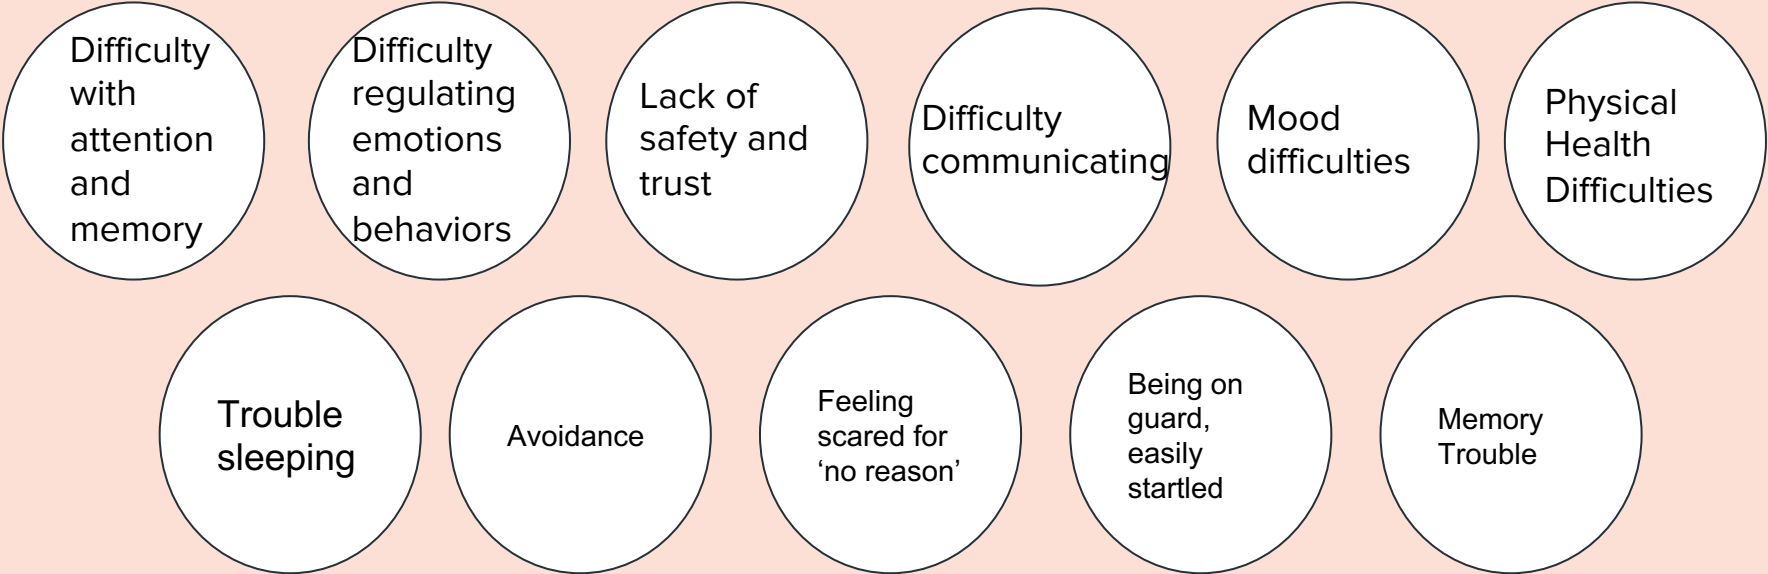 Difficulty
with
attention
and
memory
Difficulty
regulating
emotions
and
behaviors
Lack of
safety and
trust
Difficulty
communicating
Mood
difficulties
Physical
Health
Difficulties
Trouble
sleeping
Avoidance
Feeling
scared for
‘no reason’
Being on
guard,
easily
startled
Memory
Trouble